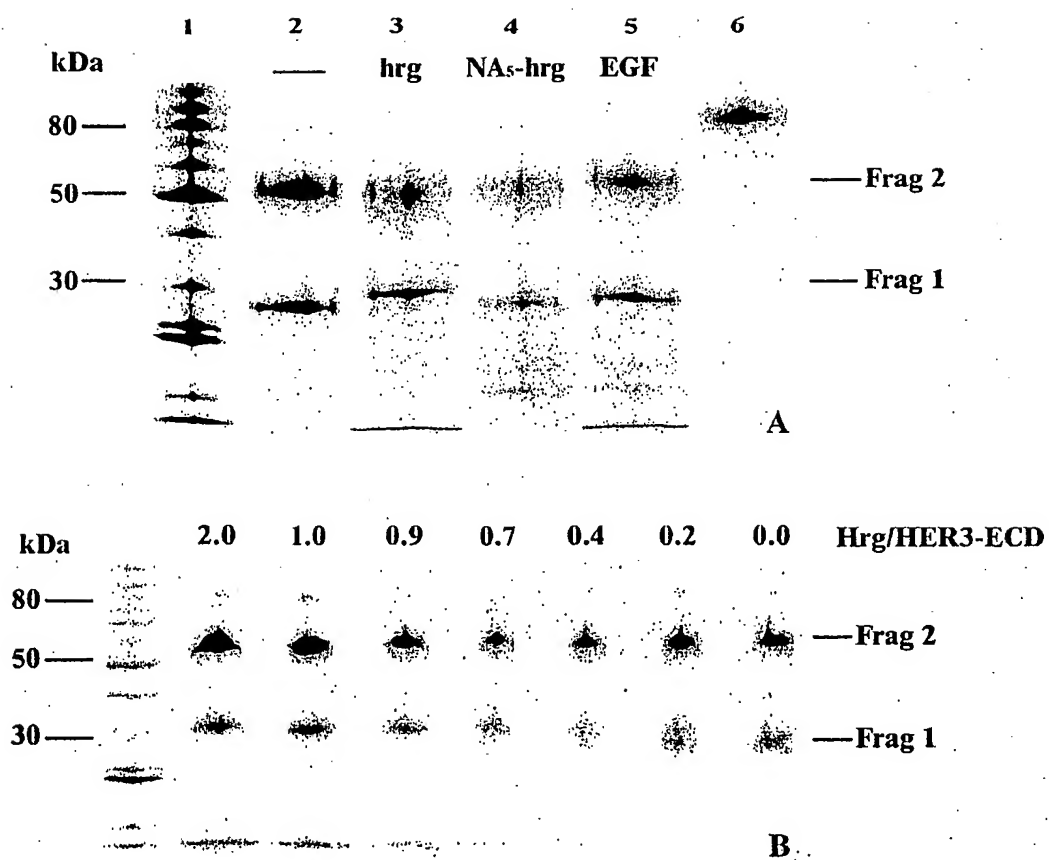 1 2 3 4 5 6
kDa — hrg NA₅-hrg EGF
80
50 Frag 2
30 Frag 1
A
kDa 2.0 1.0 0.9 0.7 0.4 0.2 0.0 Hrg/HER3-ECD
80
Frag 2
50
30 Frag 1
B